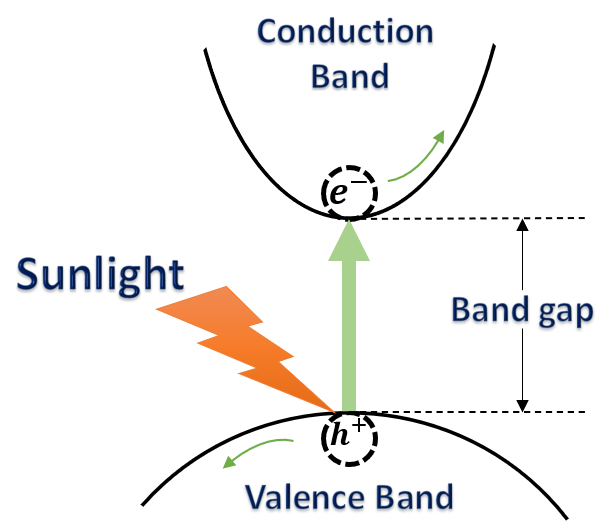 Conduction
Band
e⁻
Sunlight
Band gap
h⁺
Valence Band